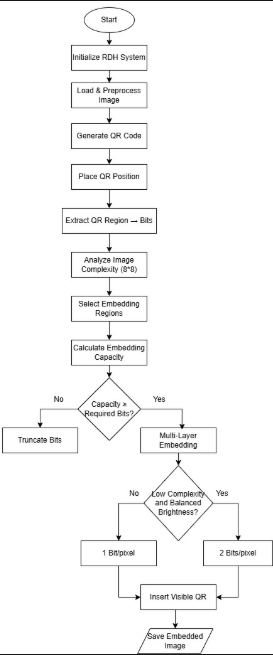 Start
Initialize RDH System
Load & Preprocess
Image
Generate QR Code
Place QR Position
Extract QR Region → Bits
Analyze Image
Complexity (8*8)
Select Embedding
Regions
Calculate Embedding
Capacity
No
Capacity ×
Required Bits?
Yes
Truncate Bits
Multi-Layer
Embedding
No
Low Complexity
and Balanced
Brightness?
Yes
1 Bit/pixel
2 Bits/pixel
Insert Visible QR
Save Embedded
Image